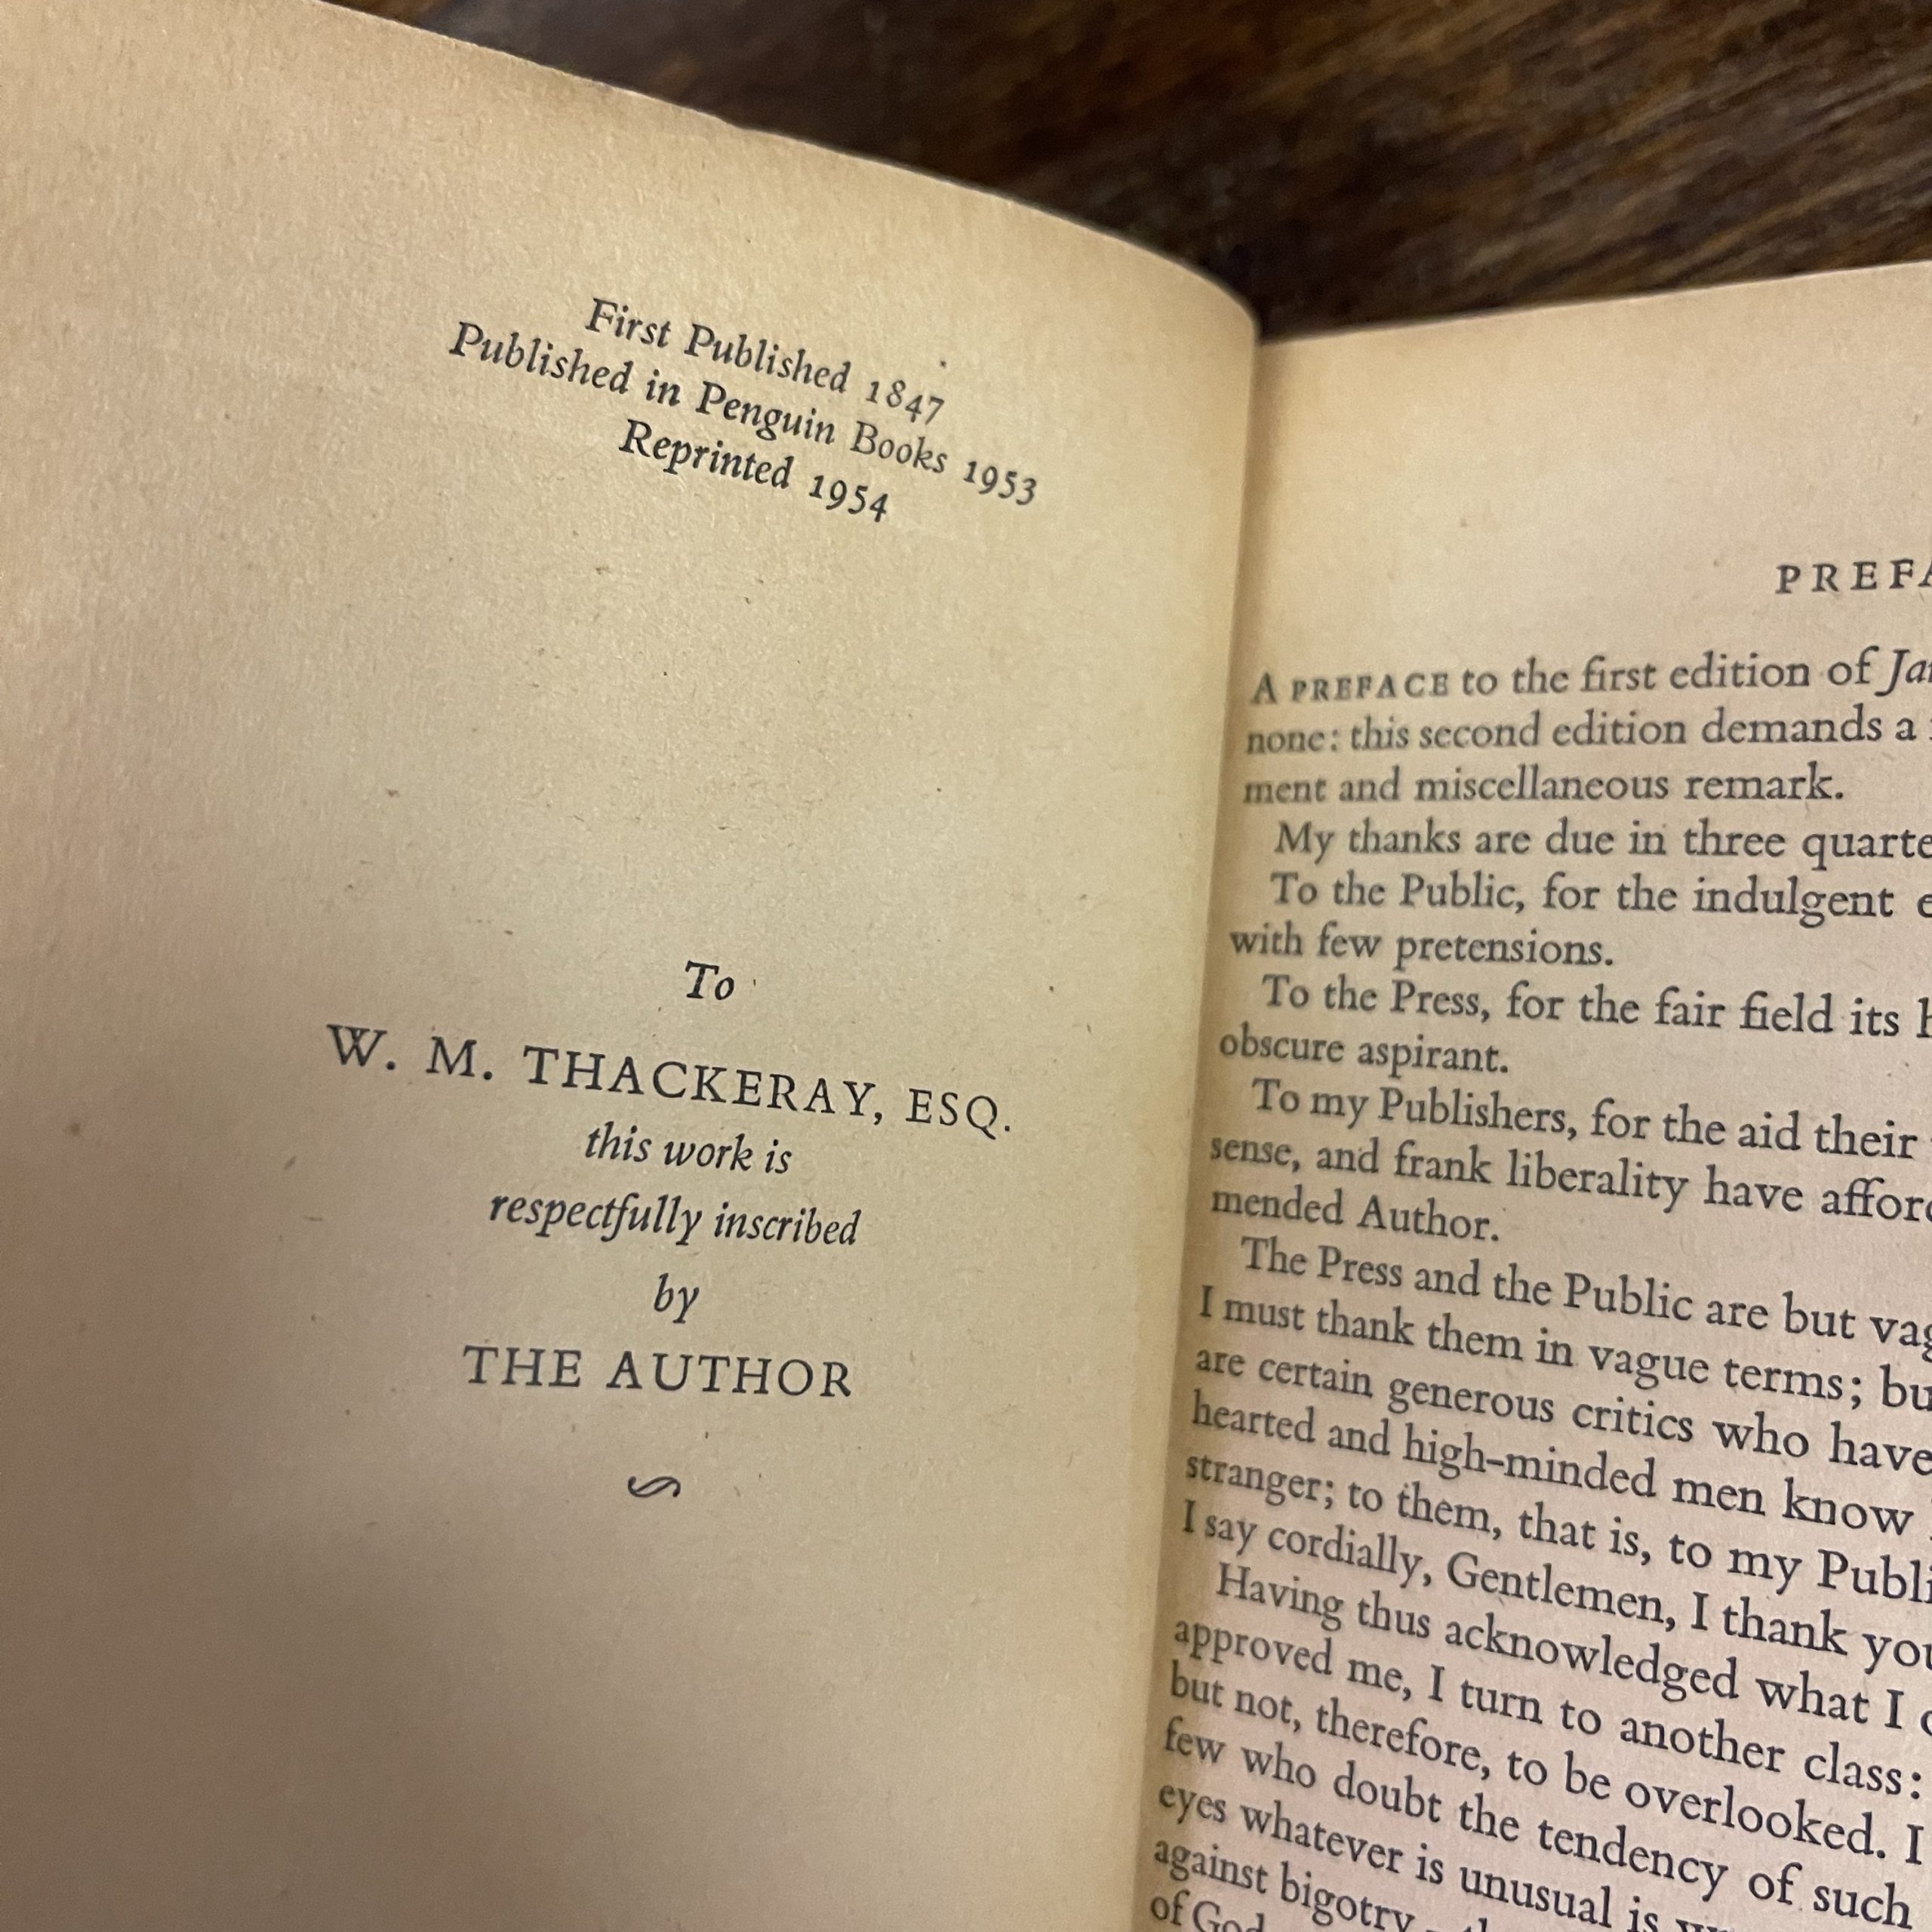 First Published 1847
Published in Penguin Books 1953
Reprinted 1954
To
W. M. THACKERAY, ESQ.
this work is
respectfully inscribed
by
THE AUTHOR
A PREFACE to the first edition of
none: this second edition demands a
ment and miscellaneous remark.
My thanks are due in three
To the Public, for the indulgent
with few pretensions.
To the Press, for the fair field its
obscure aspirant.
To my Publishers, for the aid their
sense, and frank liberality have
mended Author.
The Press and the Public are but
I must thank them in vague terms;
are certain generous critics who have
hearted and high-minded men know
stranger; to them, that is, to my
I say cordially, Gentlemen, I thank
Having thus acknowledged what I
approved me, I turn to another class:
but not, therefore, to be overlooked. I
few who doubt the tendency of such
eyes whatever is unusual is
against bigotry –
of God